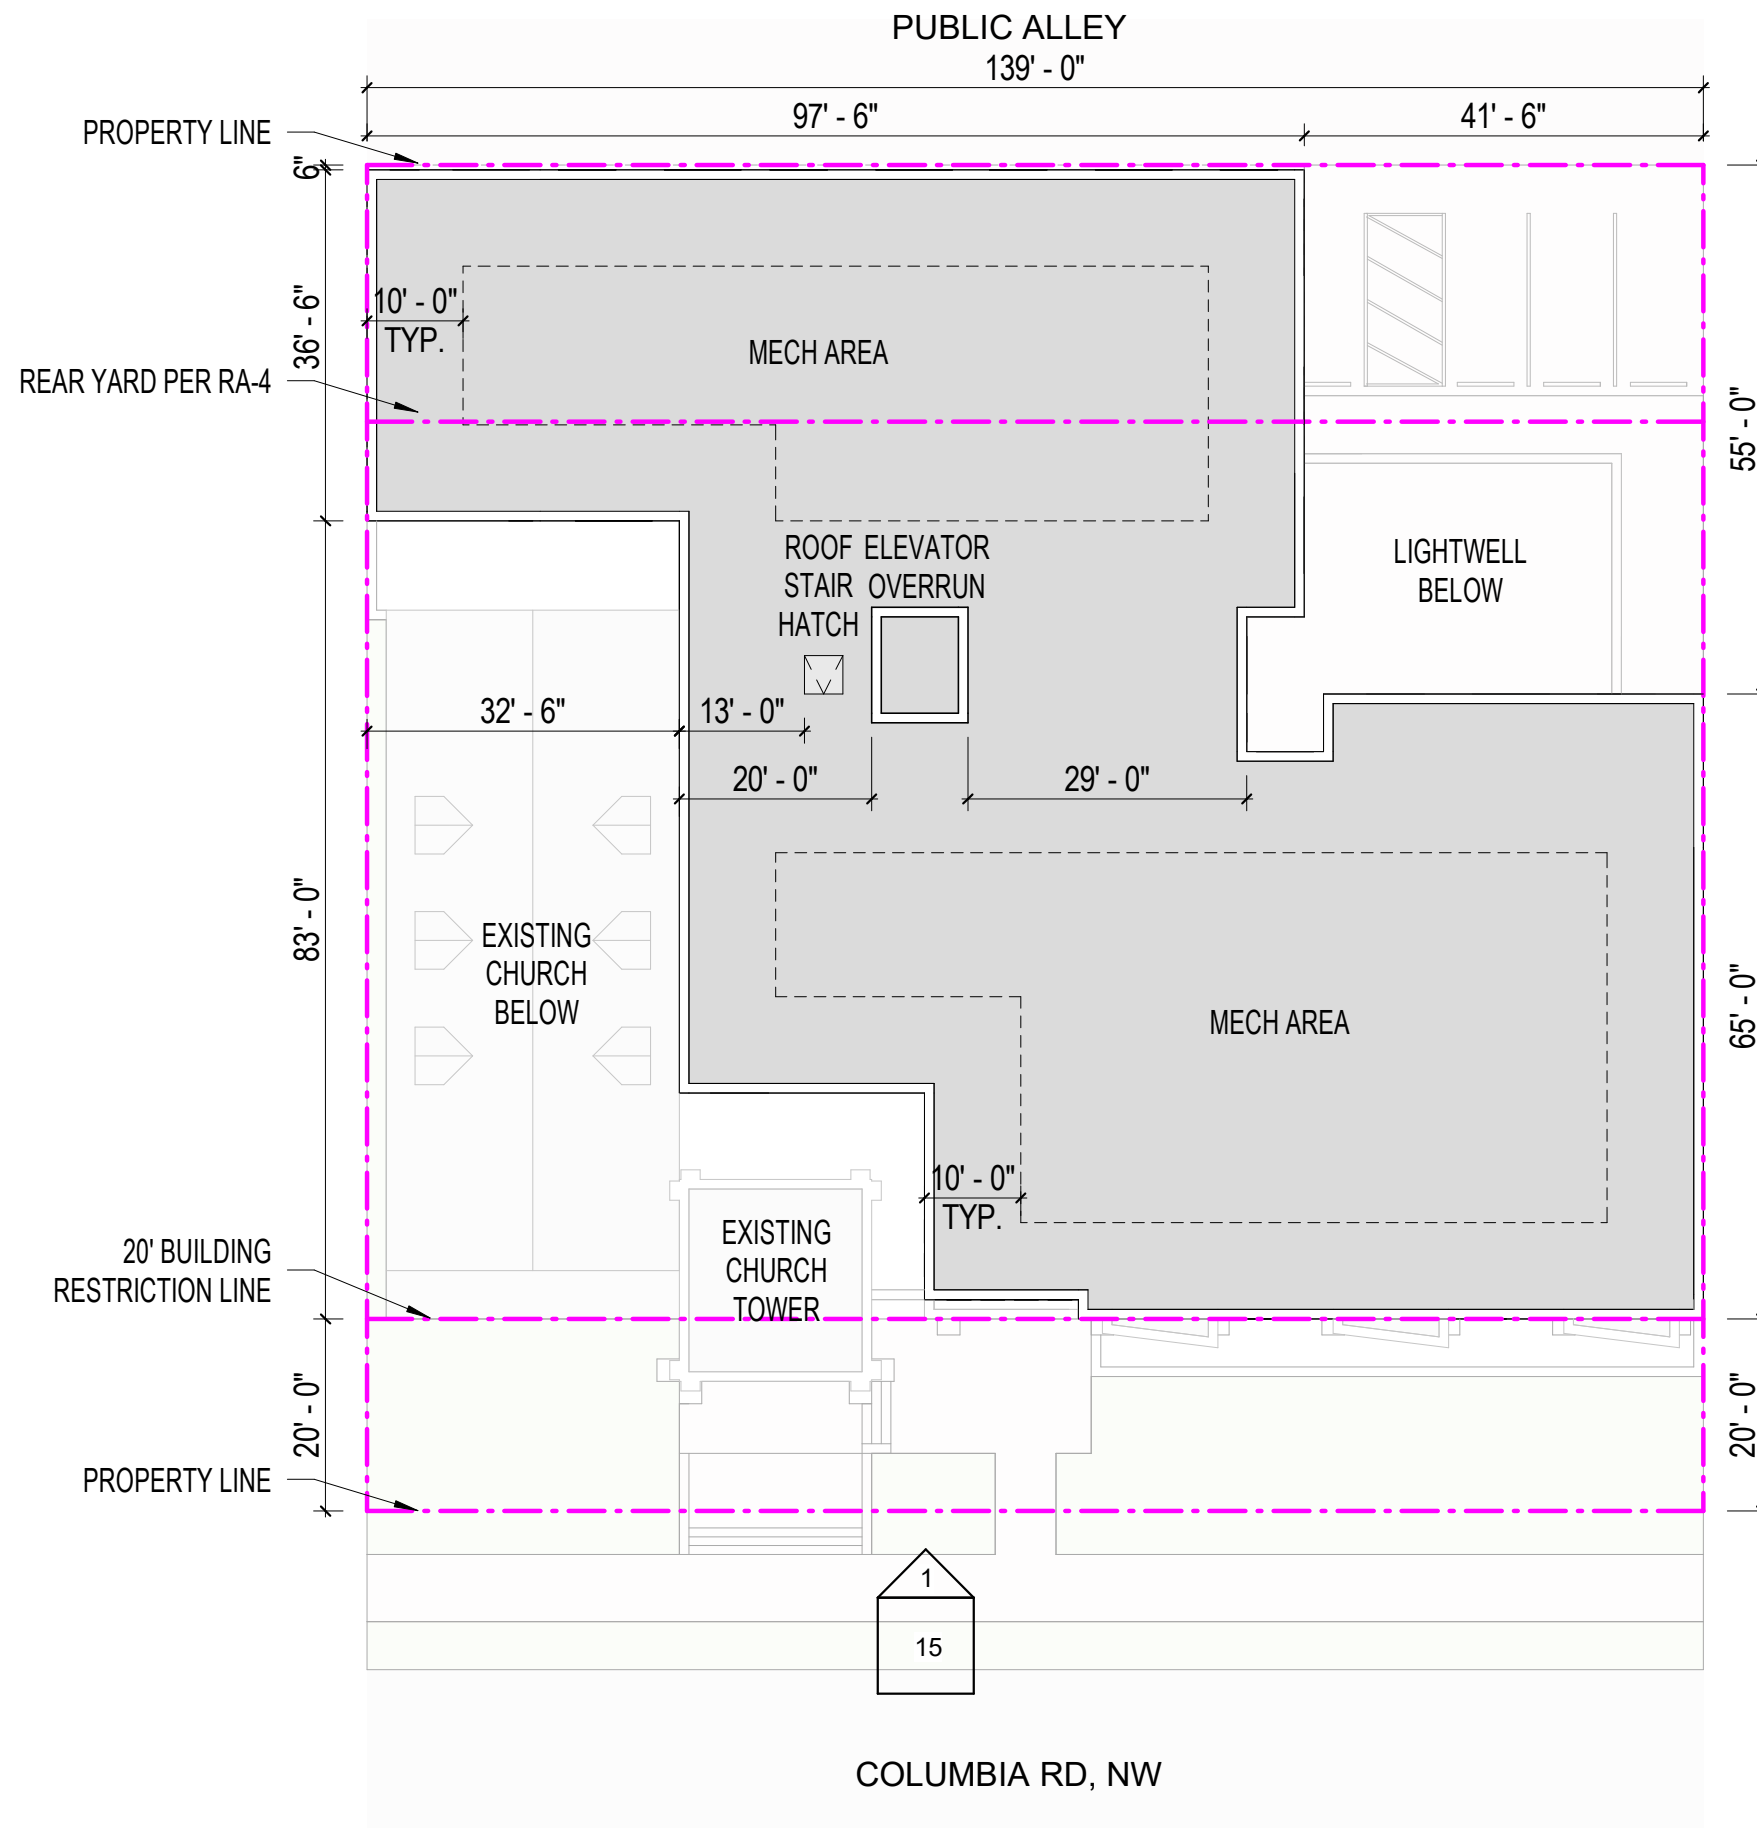 PUBLIC ALLEY
139' - 0"
97' - 6"
41' - 6"
PROPERTY LINE
6"
36' - 6"
10' - 0"
TYP.
MECH AREA
REAR YARD PER RA-4
55' - 0"
ROOF
STAIR
HATCH
ELEVATOR
OVERRUN
LIGHTWELL
BELOW
32' - 6"
13' - 0"
20' - 0"
29' - 0"
83' - 0"
EXISTING
CHURCH
BELOW
MECH AREA
65' - 0"
10' - 0"
TYP.
EXISTING
CHURCH
TOWER
20' BUILDING
RESTRICTION LINE
20' - 0"
20' - 0"
PROPERTY LINE
1
15
COLUMBIA RD, NW